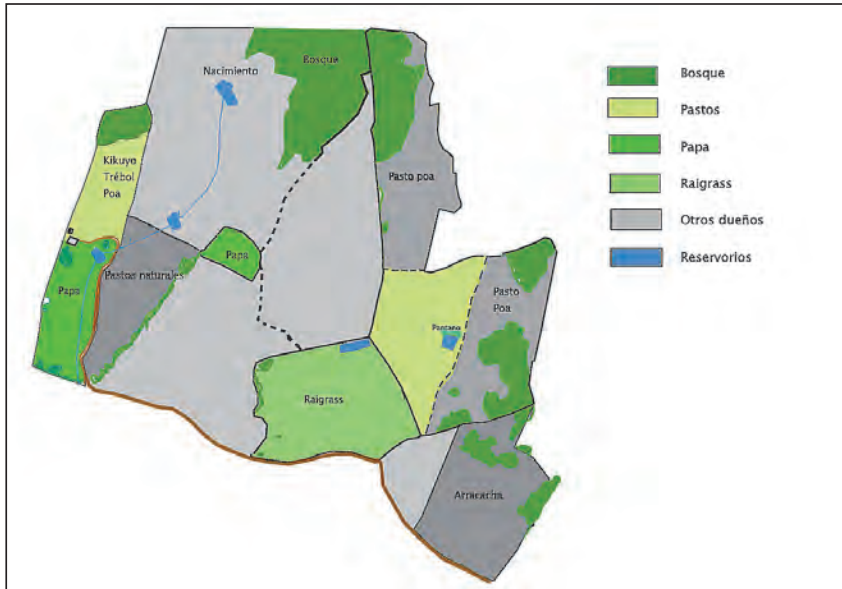 Bosque
Nacimiento
Kikuyo
Trébol
Poa
Pasto poa
Papa
Pastos naturales
Papa
Pasto
Poa
Pantano
Raigrass
Arracacha
Bosque
Pastos
Papa
Raigrass
Otros dueños
Reservorios